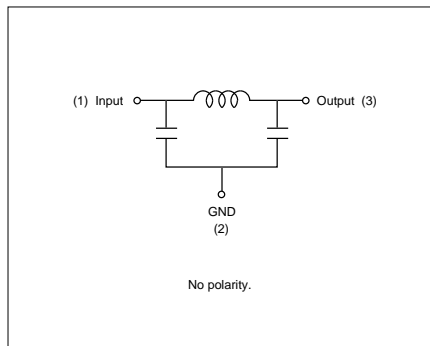 (1) Input Output (3)
GND
(2)
No polarity.